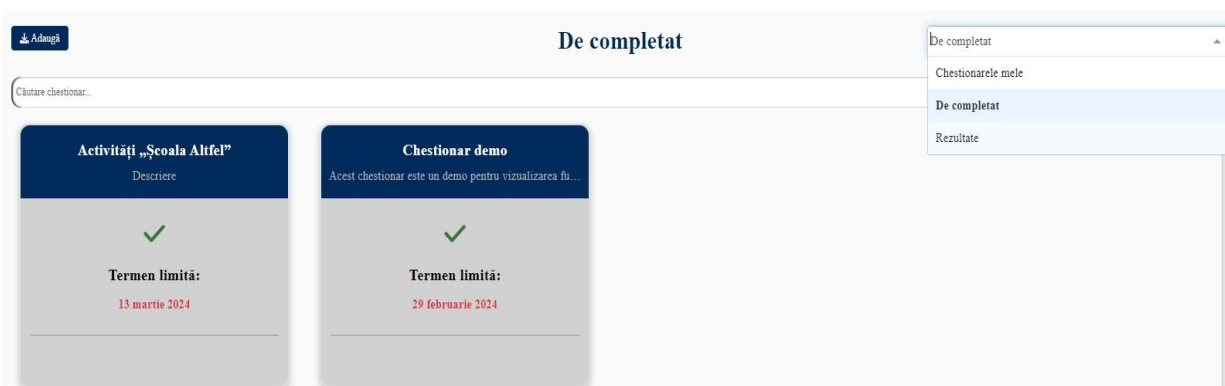 Adaugă
De completat
De completat
Chestionarele mele
De completat
Rezultate
Căutare chestionar...
Activități „Școala Altfel”
Descriere
Termen limită:
13 martie 2024
Chestionar demo
Acest chestionar este un demo pentru vizualizarea fu...
Termen limită:
29 februarie 2024